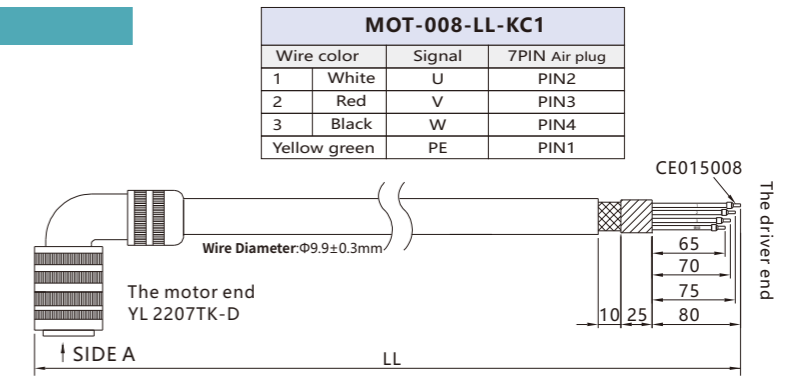 MOT-008-LL-KC1
Wire color Signal 7PIN Air plug
1 White U PIN2
2 Red V PIN3
3 Black W PIN4
Yellow green PE PIN1
CE015008
The driver end
Wire Diameter:Φ9.9±0.3mm
65
70
75
10 25 80
The motor end
YL 2207TK-D
SIDE A
LL